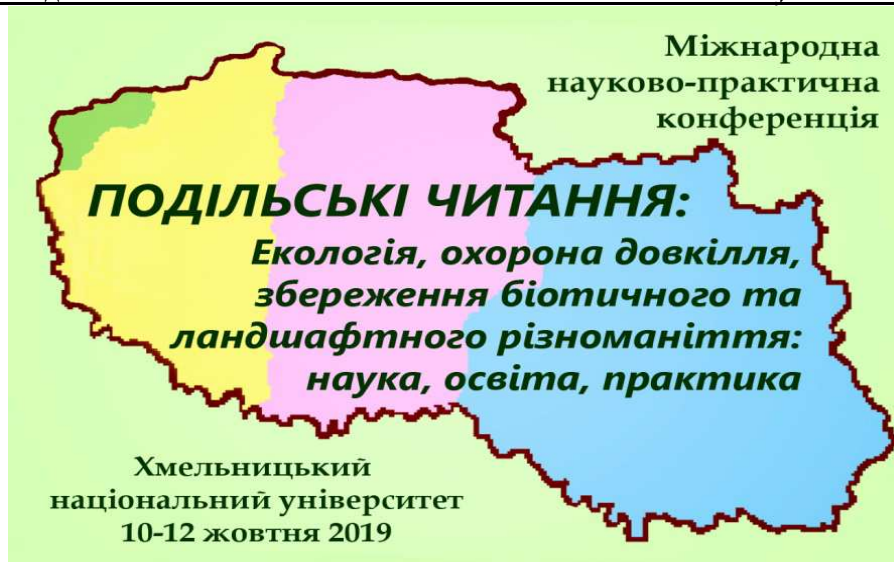 Міжнародна
науково-практична
конференція
ПОДІЛЬСЬКІ ЧИТАННЯ:
Екологія, охорона довкілля,
збереження біотичного та
ландшафтного різноманіття:
наука, освіта, практика
Хмельницький
національний університет
10-12 жовтня 2019